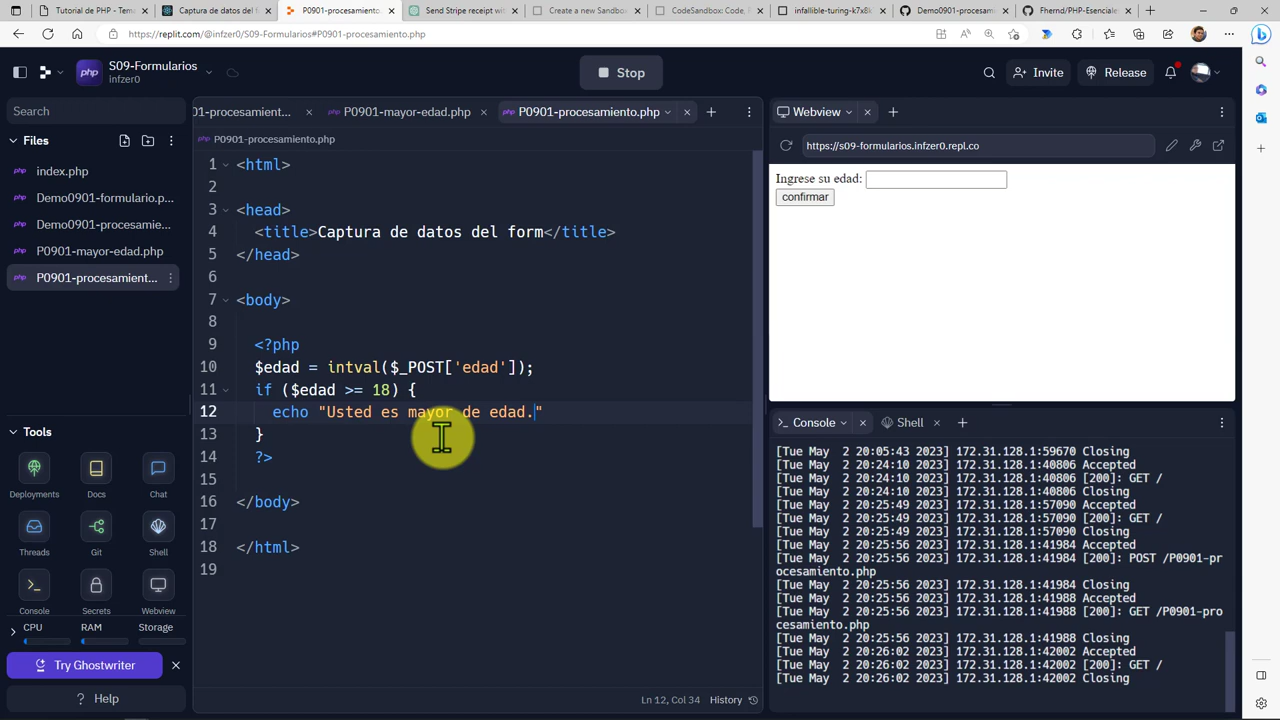 Tutorial de PHP - Tema
Captura de datos del f
P0901-procesamiento.
Send Stripe receipt wit
Create a new Sandbox
CodeSandbox: Code, R
infallible-turing-k7x8k
Demo0901-procesamie
Fhernd/PHP-Esenciale
https://replit.com/@infzer0/S09-Formularios#P0901-procesamiento.php
php
S09-Formularios
infzer0
Stop
Invite
Release
Search
01-procesamient...
P0901-mayor-edad.php
P0901-procesamiento.php
Webview
Files
php P0901-procesamiento.php
https://s09-formularios.infzer0.repl.co
php index.php
php Demo0901-formulario.p...
php Demo0901-procesamie...
php P0901-mayor-edad.php
php P0901-procesamient...
1 <html>
2
3 <head>
4 <title>Captura de datos del form</title>
5 </head>
6
7 <body>
8
9 <?php
10 $edad = intval($_POST['edad']);
11 if ($edad >= 18) {
12 echo "Usted es mayor de edad."
13 }
14 ?>
15
16 </body>
17
18 </html>
19
Ingrese su edad:
confirmar
Tools
Deployments
Docs
Chat
Threads
Git
Shell
Console
Secrets
Webview
CPU
RAM
Storage
Try Ghostwriter
? Help
Ln 12, Col 34
History
Console
Shell
[Tue May  2 20:05:43 2023] 172.31.128.1:59670 Closing
[Tue May  2 20:24:10 2023] 172.31.128.1:40806 Accepted
[Tue May  2 20:24:10 2023] 172.31.128.1:40806 [200]: GET /
[Tue May  2 20:24:10 2023] 172.31.128.1:40806 Closing
[Tue May  2 20:25:49 2023] 172.31.128.1:57090 Accepted
[Tue May  2 20:25:49 2023] 172.31.128.1:57090 [200]: GET /
[Tue May  2 20:25:49 2023] 172.31.128.1:57090 Closing
[Tue May  2 20:25:56 2023] 172.31.128.1:41984 Accepted
[Tue May  2 20:25:56 2023] 172.31.128.1:41984 [200]: POST /P0901-pr
ocesamiento.php
[Tue May  2 20:25:56 2023] 172.31.128.1:41984 Closing
[Tue May  2 20:25:56 2023] 172.31.128.1:41988 Accepted
[Tue May  2 20:25:56 2023] 172.31.128.1:41988 [200]: GET /P0901-pro
cesamiento.php
[Tue May  2 20:25:56 2023] 172.31.128.1:41988 Closing
[Tue May  2 20:26:02 2023] 172.31.128.1:42002 Accepted
[Tue May  2 20:26:02 2023] 172.31.128.1:42002 [200]: GET /
[Tue May  2 20:26:02 2023] 172.31.128.1:42002 Closing